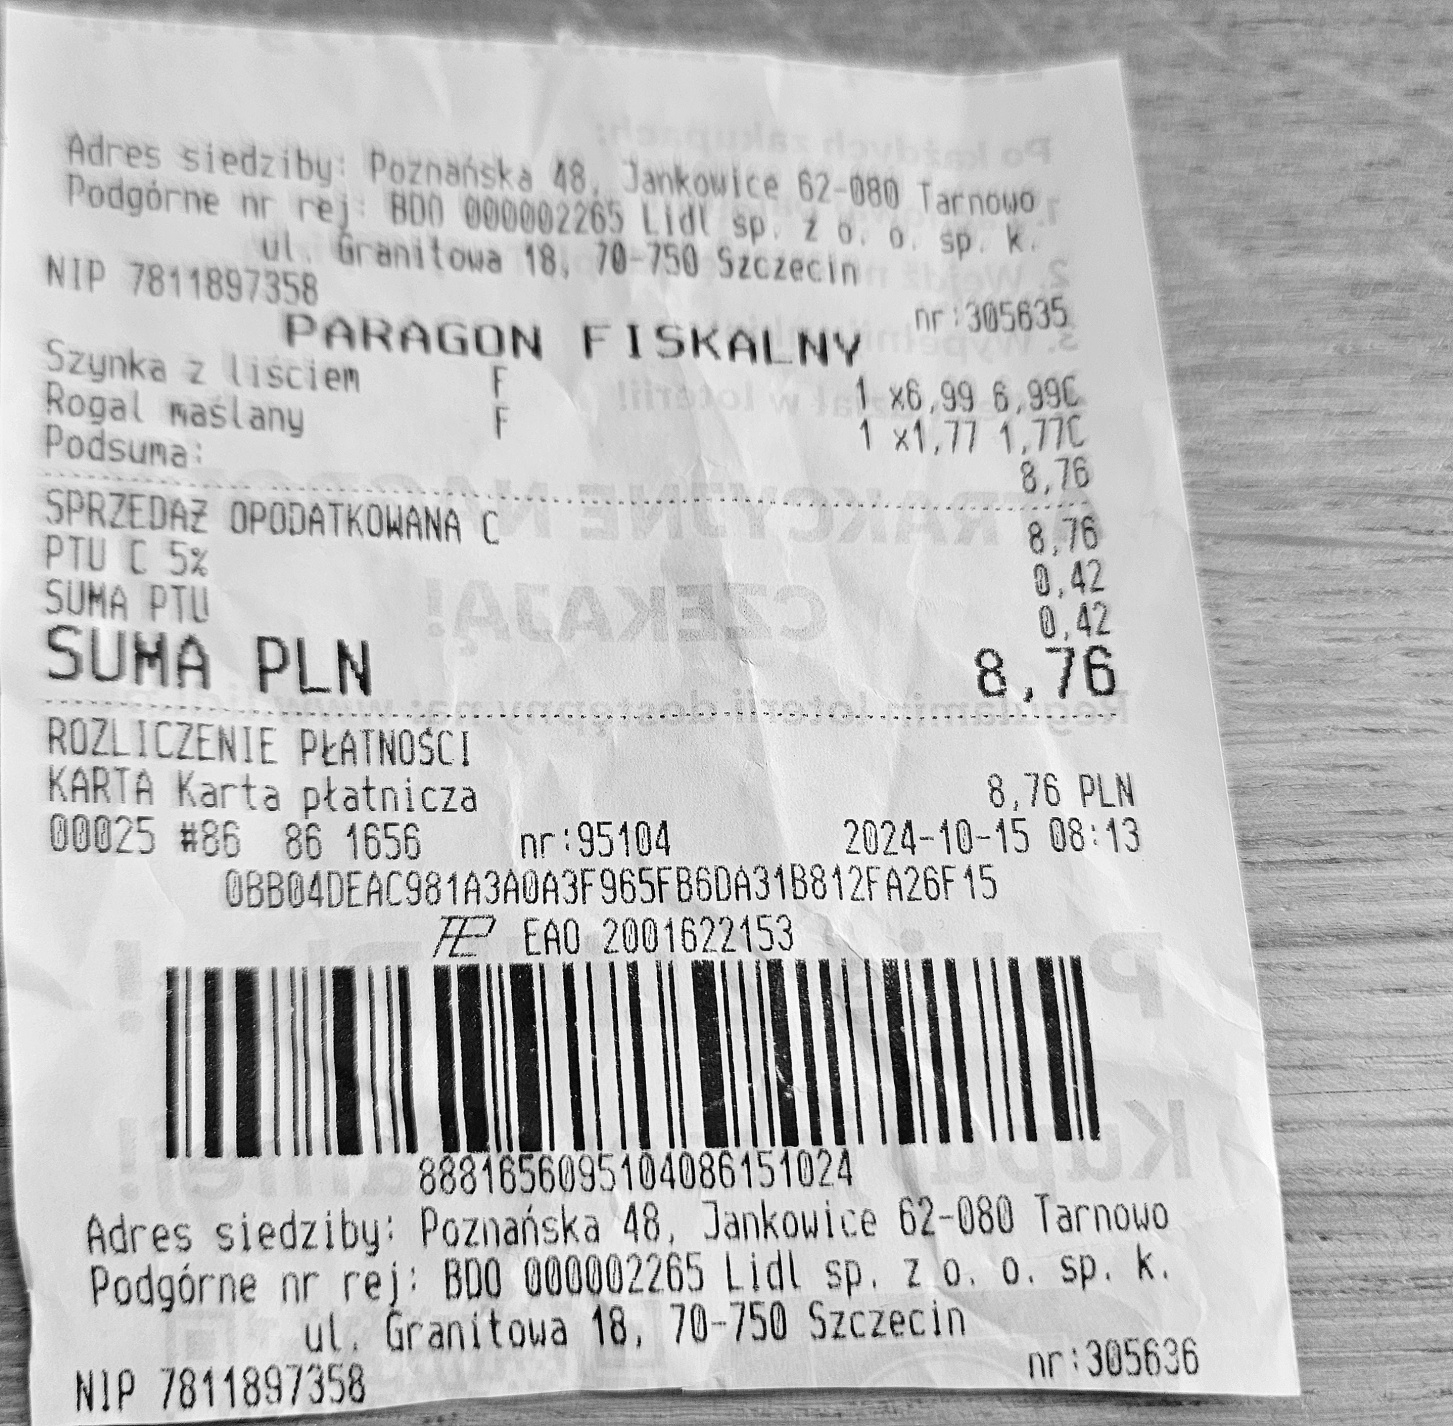 Adres siedziby: Poznańska 48, Jankowice 62-080 Tarnowo
Podgórne nr rej: BDO 000002265 Lidl sp. z o. o. sp. k.
ul. Granitowa 18, 70-750 Szczecin
NIP 7811897358 nr:305635
PARAGON FISKALNY
Szynka z liściem F 1 x6,99 6,99C
Rogal maślany F 1 x1,77 1,77C
Podsuma: 8,76
SPRZEDAŻ OPODATKOWANA C 8,76
PTU C 5% 0,42
SUMA PTU 0,42
SUMA PLN 8,76
ROZLICZENIE PŁATNOŚCI
KARTA Karta płatnicza 8,76 PLN
00025 #86 86 1656 nr:95104 2024-10-15 08:13
0BB04DEAC981A3A0A3F965FB6DA31B812FA26F15
EAO 2001622153
88816560951040861510​24
Adres siedziby: Poznańska 48, Jankowice 62-080 Tarnowo
Podgórne nr rej: BDO 000002265 Lidl sp. z o. o. sp. k.
ul. Granitowa 18, 70-750 Szczecin
NIP 7811897358 nr:305636